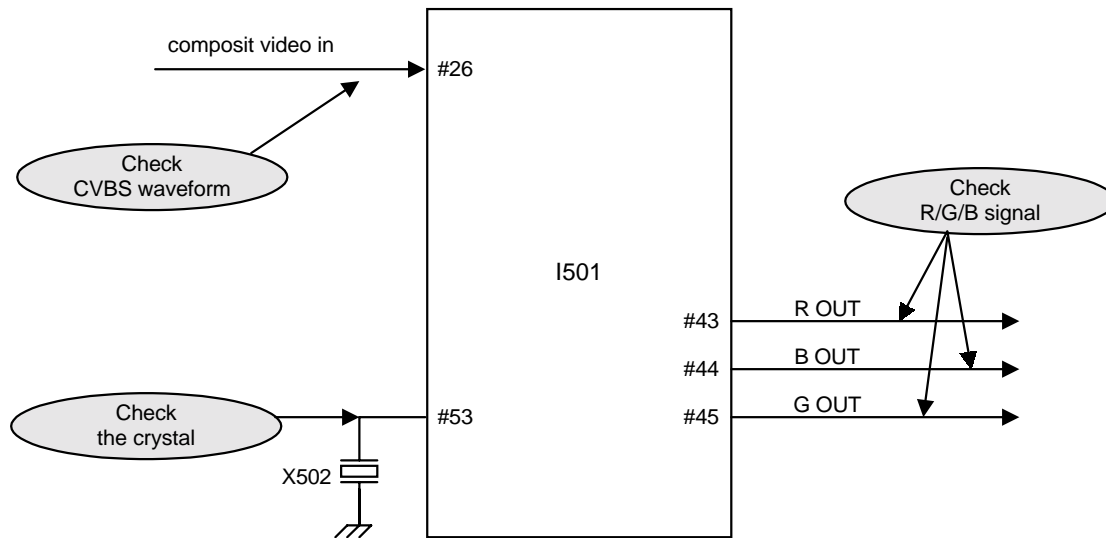 composit video in
#26
Check
CVBS waveform
Check
R/G/B signal
I501
#43
R OUT
#44
B OUT
#45
G OUT
Check
the crystal
#53
X502